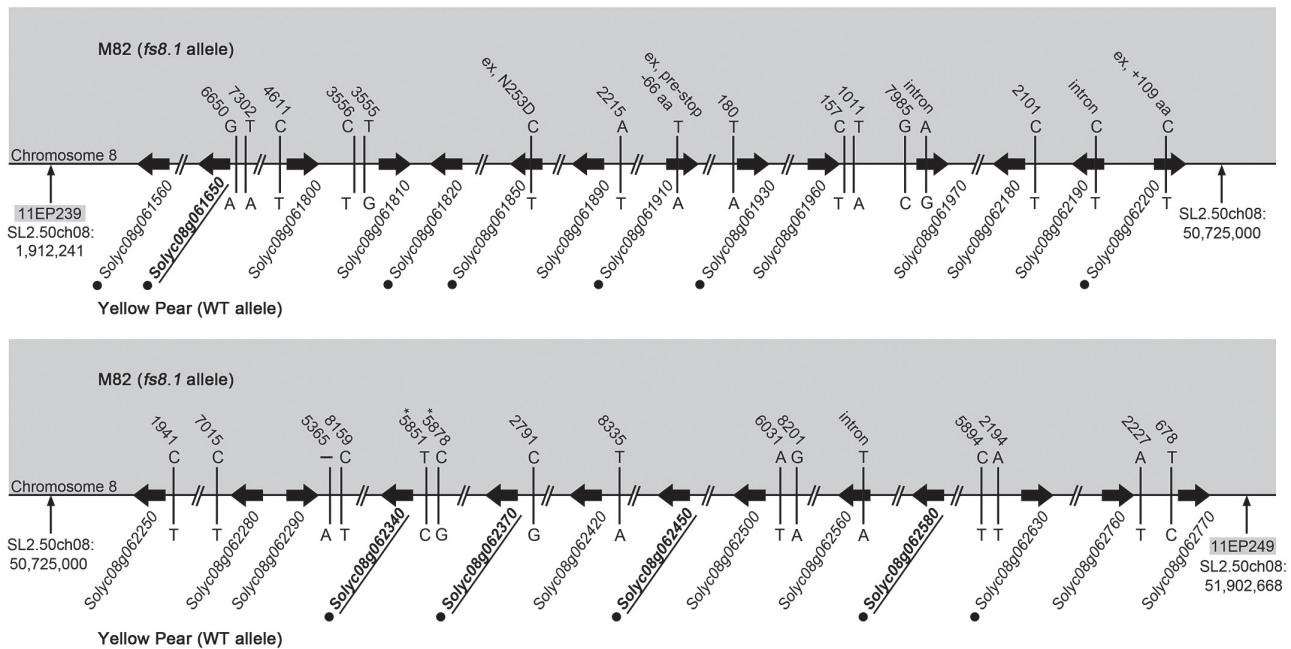 M82 (fs8.1 allele)
6650 7302 4611 3556 3555 ex, N253D 2215 ex, pre-stop -66 aa 180 157 1011 7985 intron 2101 intron ex, +109 aa
G T C C T C A T T C T G A C C C
Chromosome 8
A A T T G T T A A T A C G T T T
Solyc08g061560 Solyc08g061650 Solyc08g061800 Solyc08g061810 Solyc08g061820 Solyc08g061850 Solyc08g061890 Solyc08g061910 Solyc08g061930 Solyc08g061960 Solyc08g061970 Solyc08g062180 Solyc08g062190 Solyc08g062200
11EP239
SL2.50ch08:
1,912,241
SL2.50ch08:
50,725,000
Yellow Pear (WT allele)
M82 (fs8.1 allele)
1941 7015 5365 8159 *5851 *5878 2791 8335 6031 8201 intron 5894 2194 2227 678
C C – C T C C T A G T C A A T
Chromosome 8
T T A T C G G A T A A T T T C
Solyc08g062250 Solyc08g062280 Solyc08g062290 Solyc08g062340 Solyc08g062370 Solyc08g062420 Solyc08g062450 Solyc08g062500 Solyc08g062560 Solyc08g062580 Solyc08g062630 Solyc08g062760 Solyc08g062770
SL2.50ch08:
50,725,000
11EP249
SL2.50ch08:
51,902,668
Yellow Pear (WT allele)